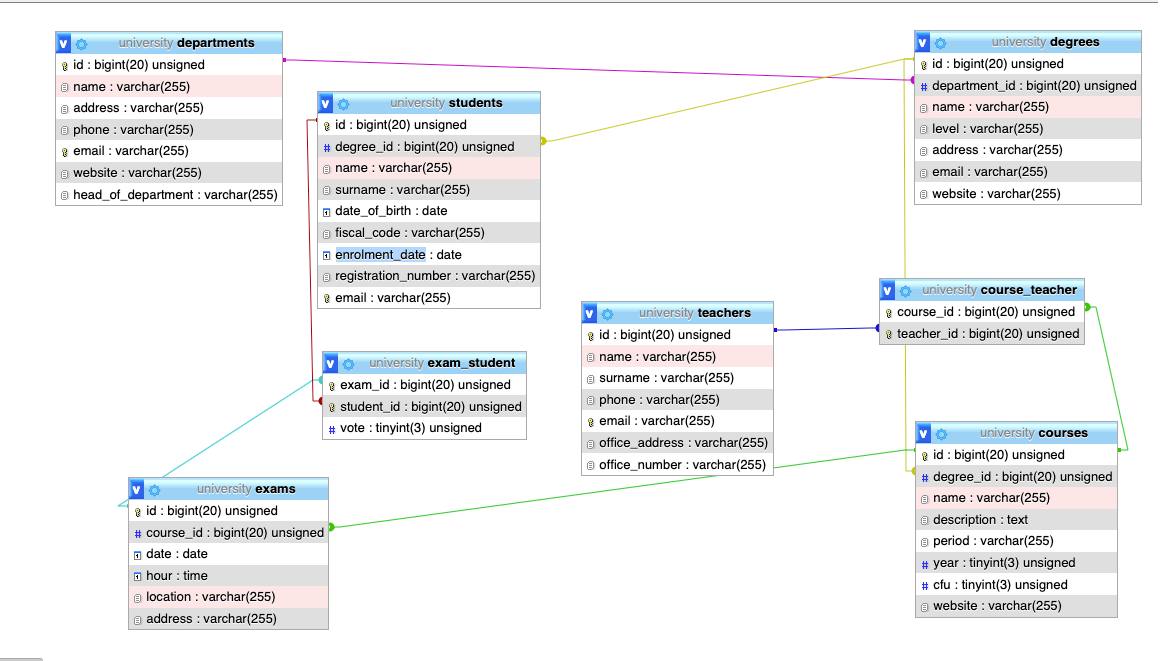 university departments
id : bigint(20) unsigned
name : varchar(255)
address : varchar(255)
phone : varchar(255)
email : varchar(255)
website : varchar(255)
head_of_department : varchar(255)
university students
id : bigint(20) unsigned
degree_id : bigint(20) unsigned
name : varchar(255)
surname : varchar(255)
date_of_birth : date
fiscal_code : varchar(255)
enrolment_date : date
registration_number : varchar(255)
email : varchar(255)
university degrees
id : bigint(20) unsigned
department_id : bigint(20) unsigned
name : varchar(255)
level : varchar(255)
address : varchar(255)
email : varchar(255)
website : varchar(255)
university course_teacher
course_id : bigint(20) unsigned
teacher_id : bigint(20) unsigned
university teachers
id : bigint(20) unsigned
name : varchar(255)
surname : varchar(255)
phone : varchar(255)
email : varchar(255)
office_address : varchar(255)
office_number : varchar(255)
university exam_student
exam_id : bigint(20) unsigned
student_id : bigint(20) unsigned
vote : tinyint(3) unsigned
university exams
id : bigint(20) unsigned
course_id : bigint(20) unsigned
date : date
hour : time
location : varchar(255)
address : varchar(255)
university courses
id : bigint(20) unsigned
degree_id : bigint(20) unsigned
name : varchar(255)
description : text
period : varchar(255)
year : tinyint(3) unsigned
cfu : tinyint(3) unsigned
website : varchar(255)